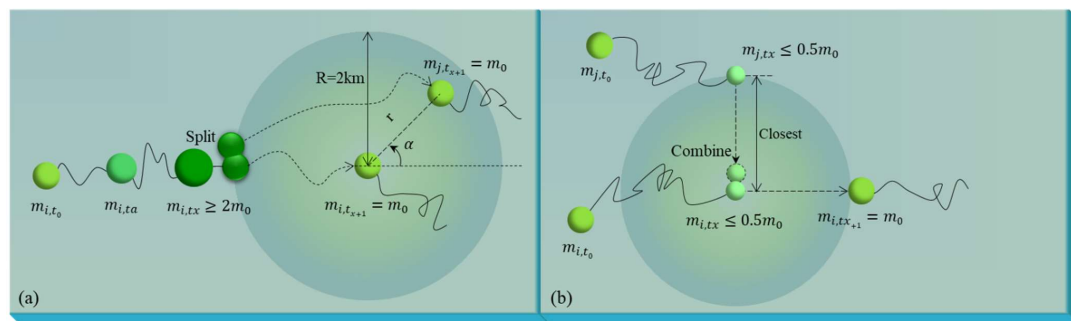 R=2km
m_{j,t_{x+1}} = m_0
r
α
Split
m_{i,t_0}
m_{i,ta}
m_{i,tx} ≥ 2m_0
m_{i,t_{x+1}} = m_0
(a)
m_{j,t_0}
m_{j,tx} ≤ 0.5m_0
Closest
Combine
m_{i,t_0}
m_{i,tx} ≤ 0.5m_0
m_{i,tx_{+1}} = m_0
(b)